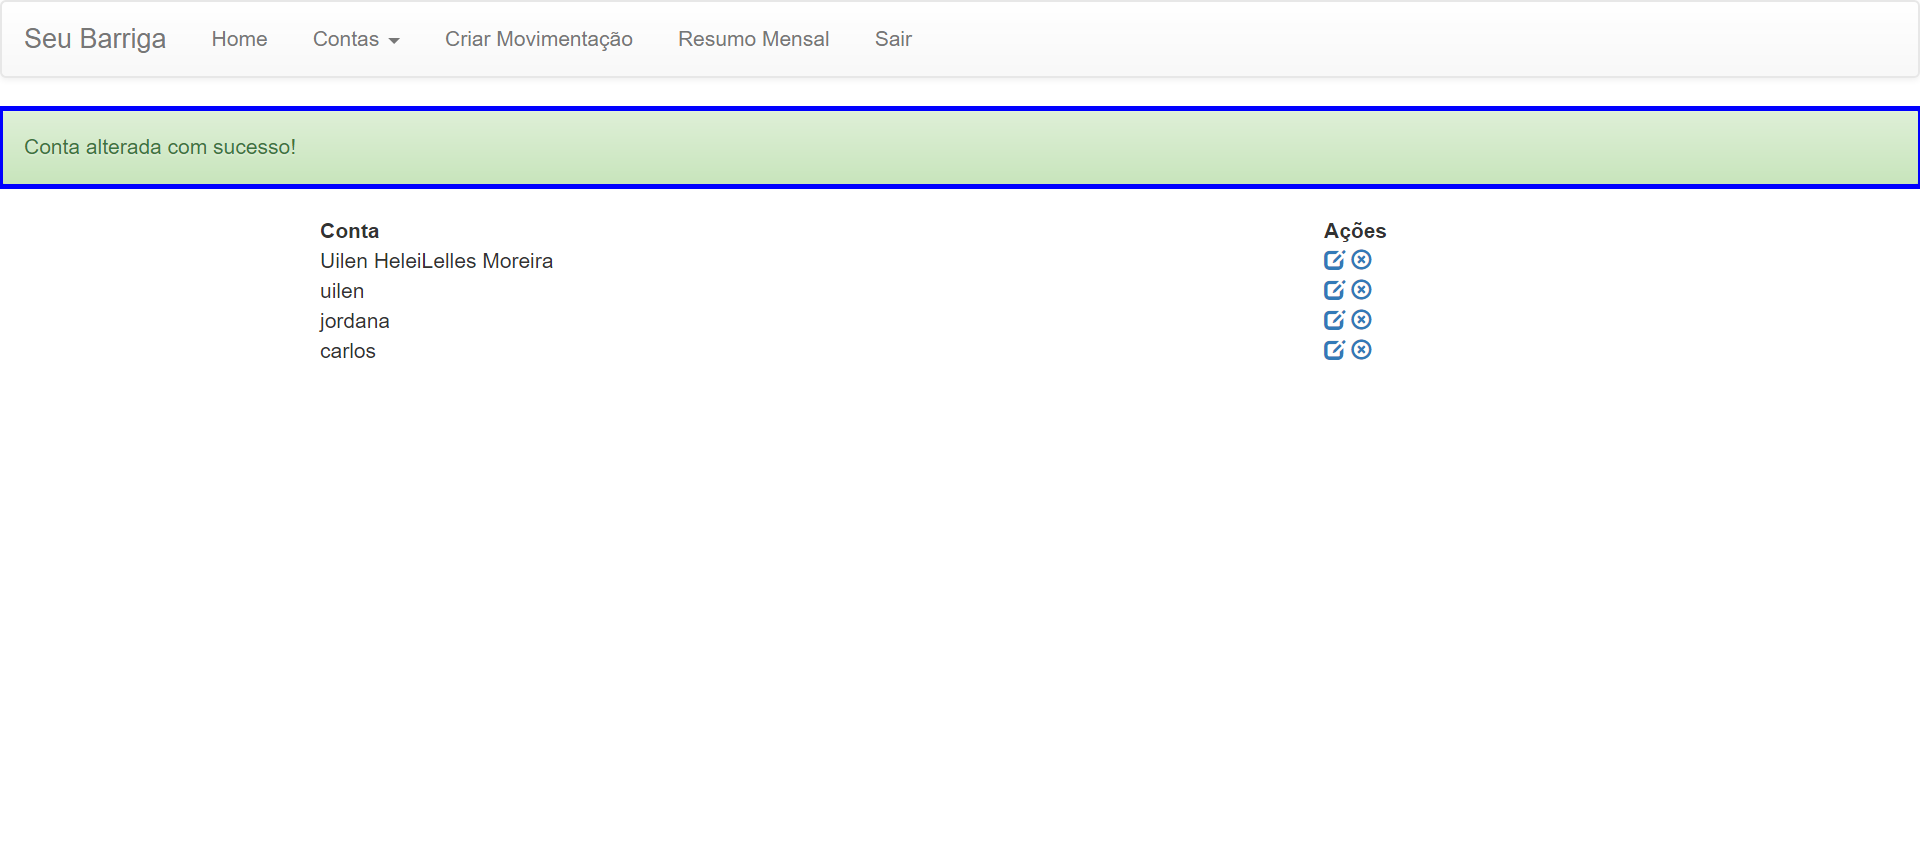 Seu Barriga Home Contas Criar Movimentação Resumo Mensal Sair
Conta alterada com sucesso!
Conta Ações
Uilen HeleiLelles Moreira
uilen
jordana
carlos